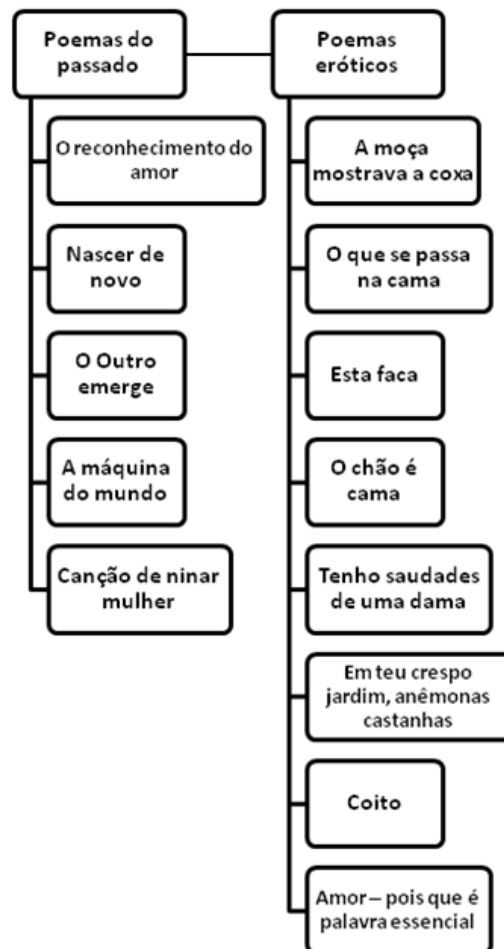 Poemas do
passado
Poemas
eróticos
O reconhecimento do
amor
Nascer de
novo
O Outro
emerge
A máquina
do mundo
Canção de ninar
mulher
A moça
mostrava a coxa
O que se passa
na cama
Esta faca
O chão é
cama
Tenho saudades
de uma dama
Em teu crespo
jardim, anêmonas
castanhas
Coito
Amor – pois que é
palavra essencial